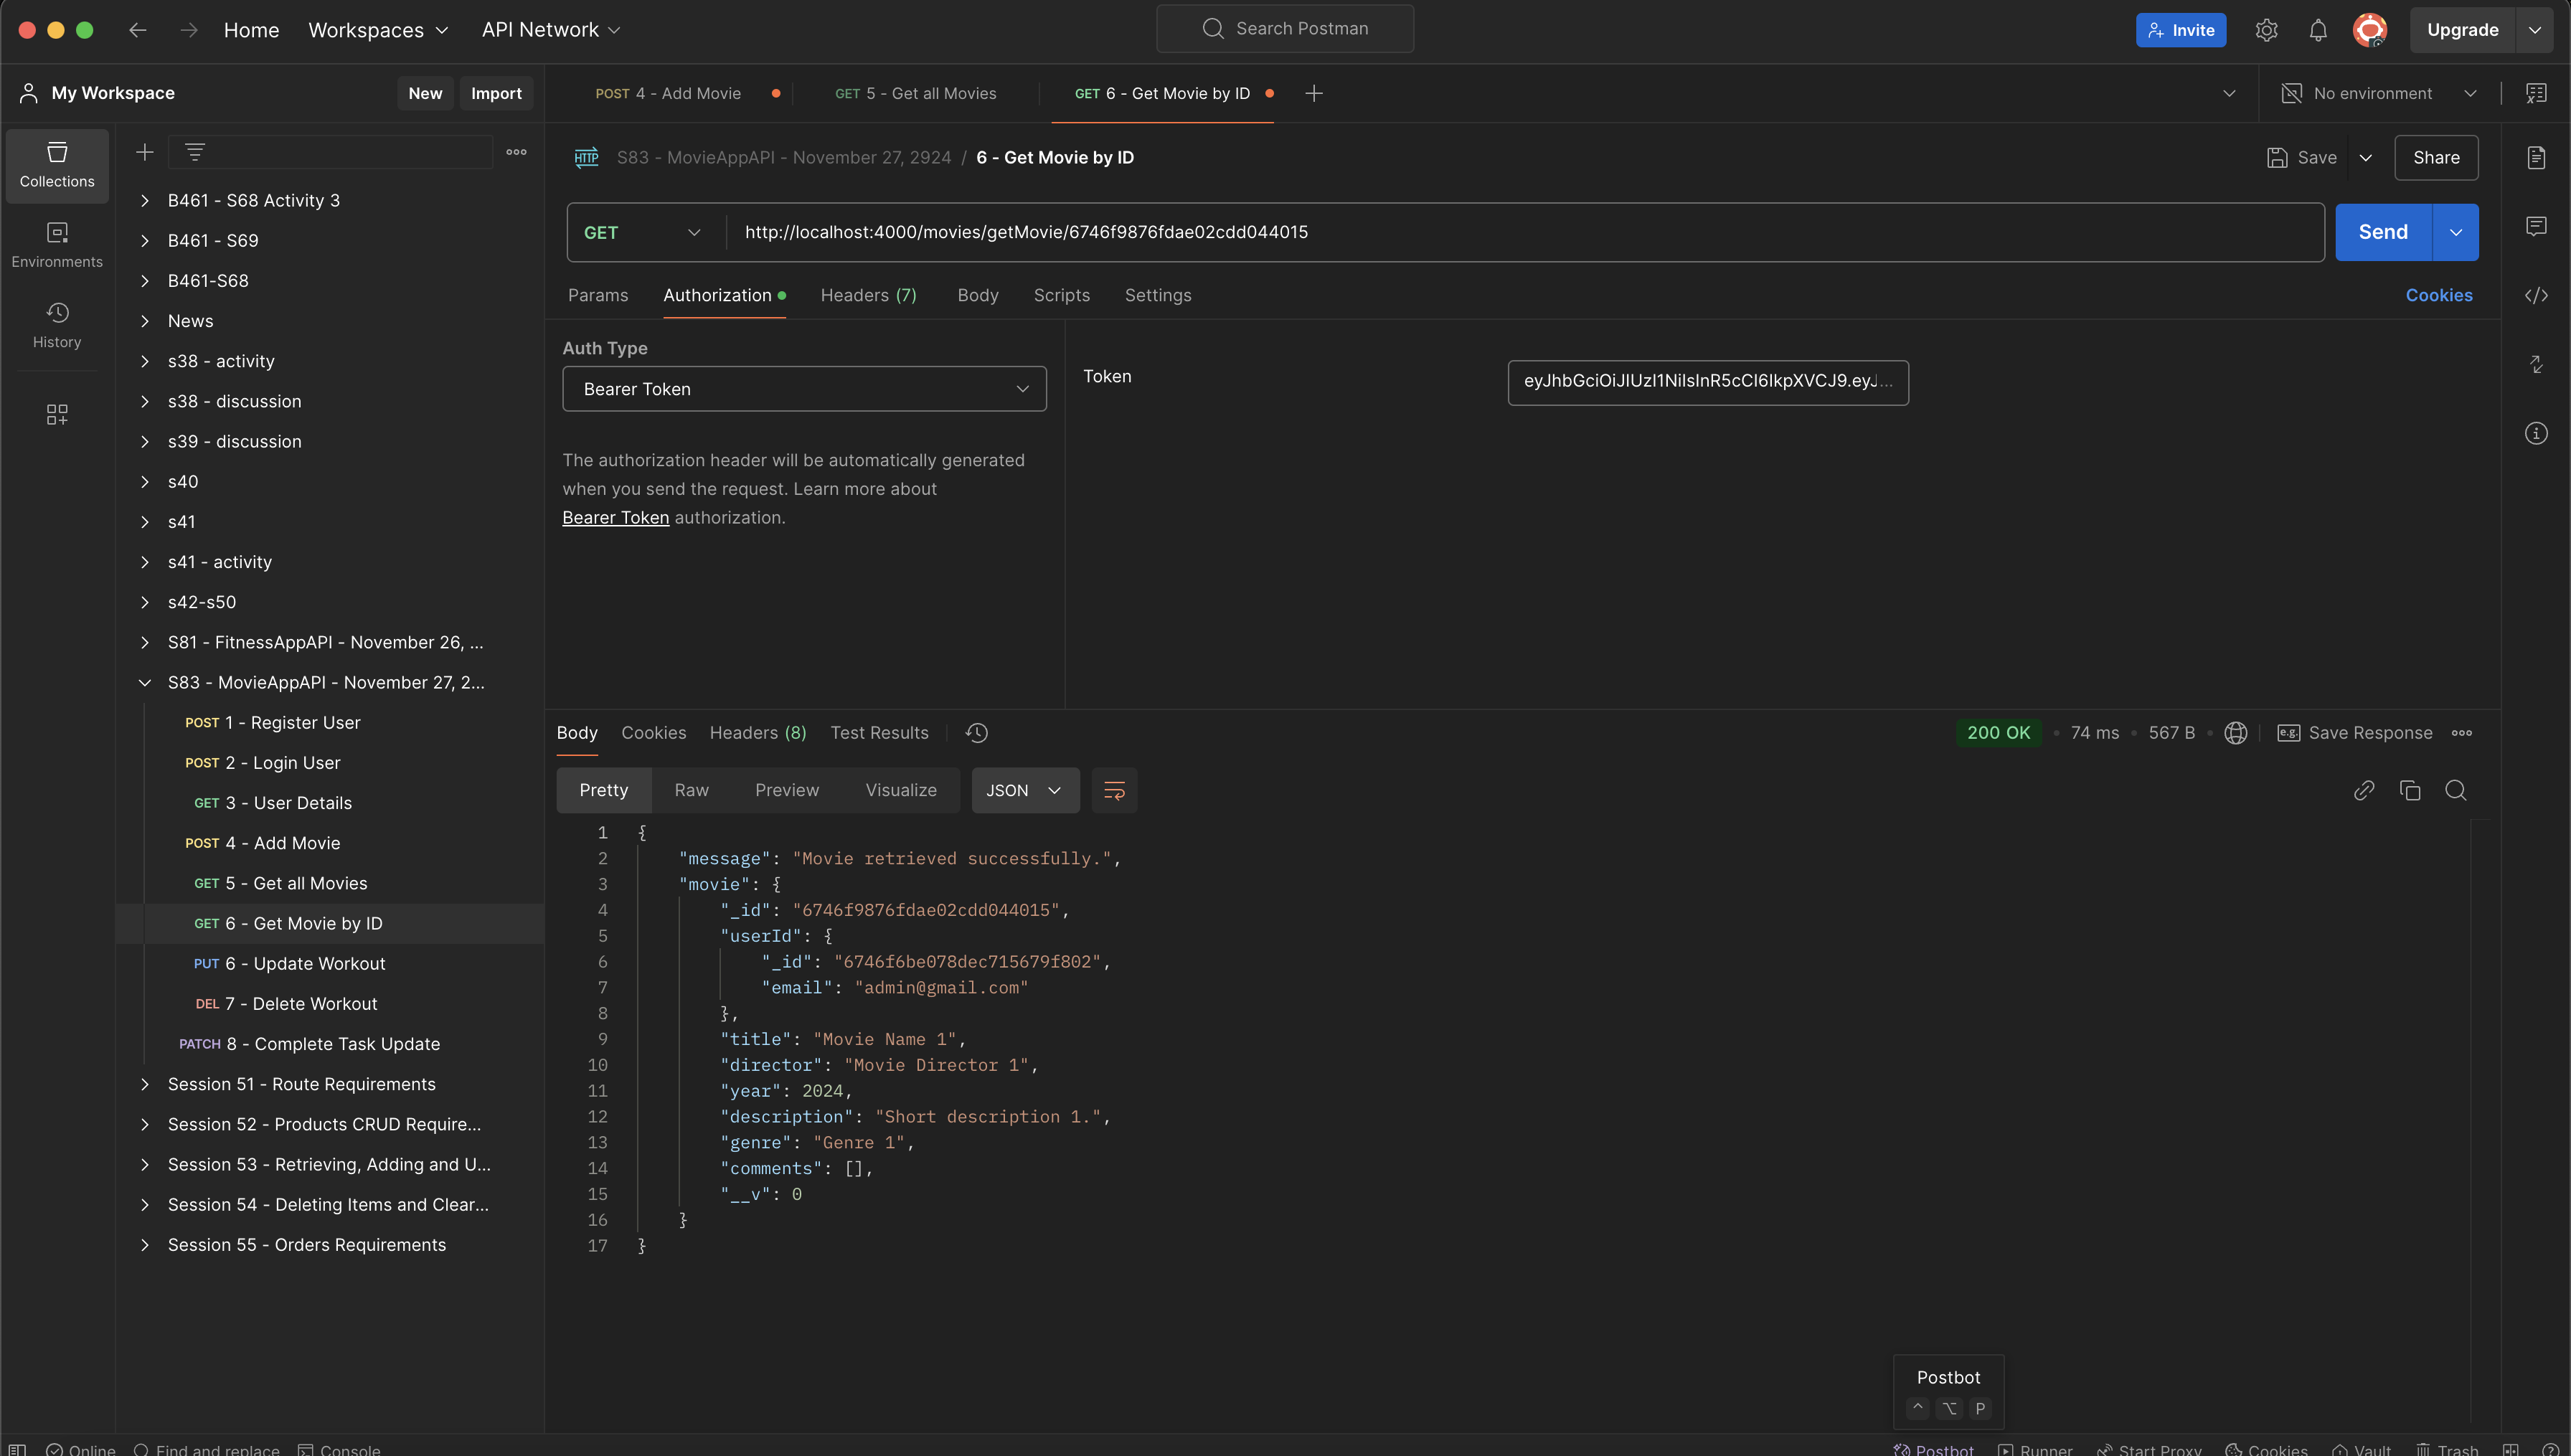 Home
Workspaces
API Network
Search Postman
Invite
Upgrade
My Workspace
New
Import
POST 4 - Add Movie
GET 5 - Get all Movies
GET 6 - Get Movie by ID
No environment
Collections
Environments
History
B461 - S68 Activity 3
B461 - S69
B461-S68
News
s38 - activity
s38 - discussion
s39 - discussion
s40
s41
s41 - activity
s42-s50
S81 - FitnessAppAPI - November 26, ...
S83 - MovieAppAPI - November 27, 2...
POST 1 - Register User
POST 2 - Login User
GET 3 - User Details
POST 4 - Add Movie
GET 5 - Get all Movies
GET 6 - Get Movie by ID
PUT 6 - Update Workout
DEL 7 - Delete Workout
PATCH 8 - Complete Task Update
Session 51 - Route Requirements
Session 52 - Products CRUD Require...
Session 53 - Retrieving, Adding and U...
Session 54 - Deleting Items and Clear...
Session 55 - Orders Requirements
HTTP S83 - MovieAppAPI - November 27, 2924 / 6 - Get Movie by ID
Save
Share
GET
http://localhost:4000/movies/getMovie/6746f9876fdae02cdd044015
Send
Params
Authorization
Headers (7)
Body
Scripts
Settings
Cookies
Auth Type
Bearer Token
The authorization header will be automatically generated
when you send the request. Learn more about
Bearer Token authorization.
Token
eyJhbGciOiJIUzI1NiIsInR5cCI6IkpXVCJ9.eyJ...
Body
Cookies
Headers (8)
Test Results
200 OK
74 ms
567 B
e.g. Save Response
Pretty
Raw
Preview
Visualize
JSON
1 {
2 "message": "Movie retrieved successfully.",
3 "movie": {
4 "_id": "6746f9876fdae02cdd044015",
5 "userId": {
6 "_id": "6746f6be078dec715679f802",
7 "email": "admin@gmail.com"
8 },
9 "title": "Movie Name 1",
10 "director": "Movie Director 1",
11 "year": 2024,
12 "description": "Short description 1.",
13 "genre": "Genre 1",
14 "comments": [],
15 "__v": 0
16 }
17 }
Postbot
^ ⌥ P
Online
Find and replace
Console
Postbot
Runner
Start Proxy
Cookies
Vault
Trash